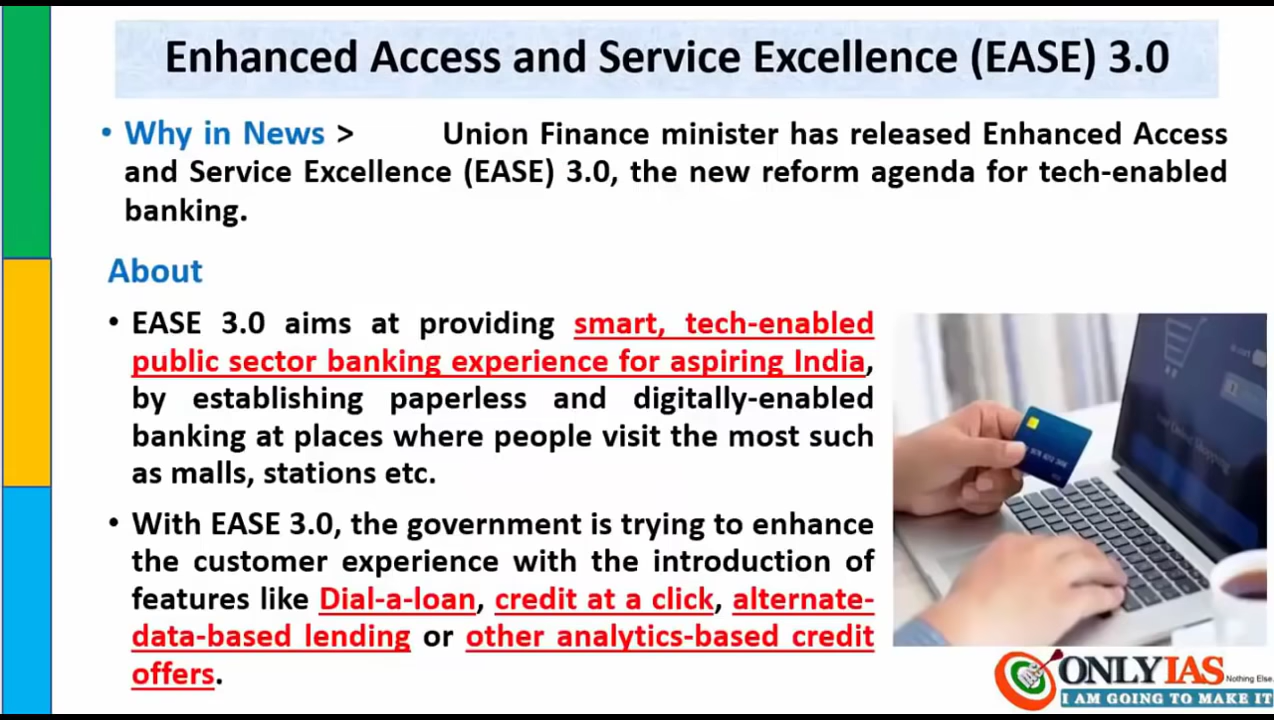 Enhanced Access and Service Excellence (EASE) 3.0
• Why in News > Union Finance minister has released Enhanced Access
and Service Excellence (EASE) 3.0, the new reform agenda for tech-enabled
banking.
About
• EASE 3.0 aims at providing smart, tech-enabled
public sector banking experience for aspiring India,
by establishing paperless and digitally-enabled
banking at places where people visit the most such
as malls, stations etc.
• With EASE 3.0, the government is trying to enhance
the customer experience with the introduction of
features like Dial-a-loan, credit at a click, alternate-
data-based lending or other analytics-based credit
offers.
ONLYIAS
Nothing Else.
I AM GOING TO MAKE IT